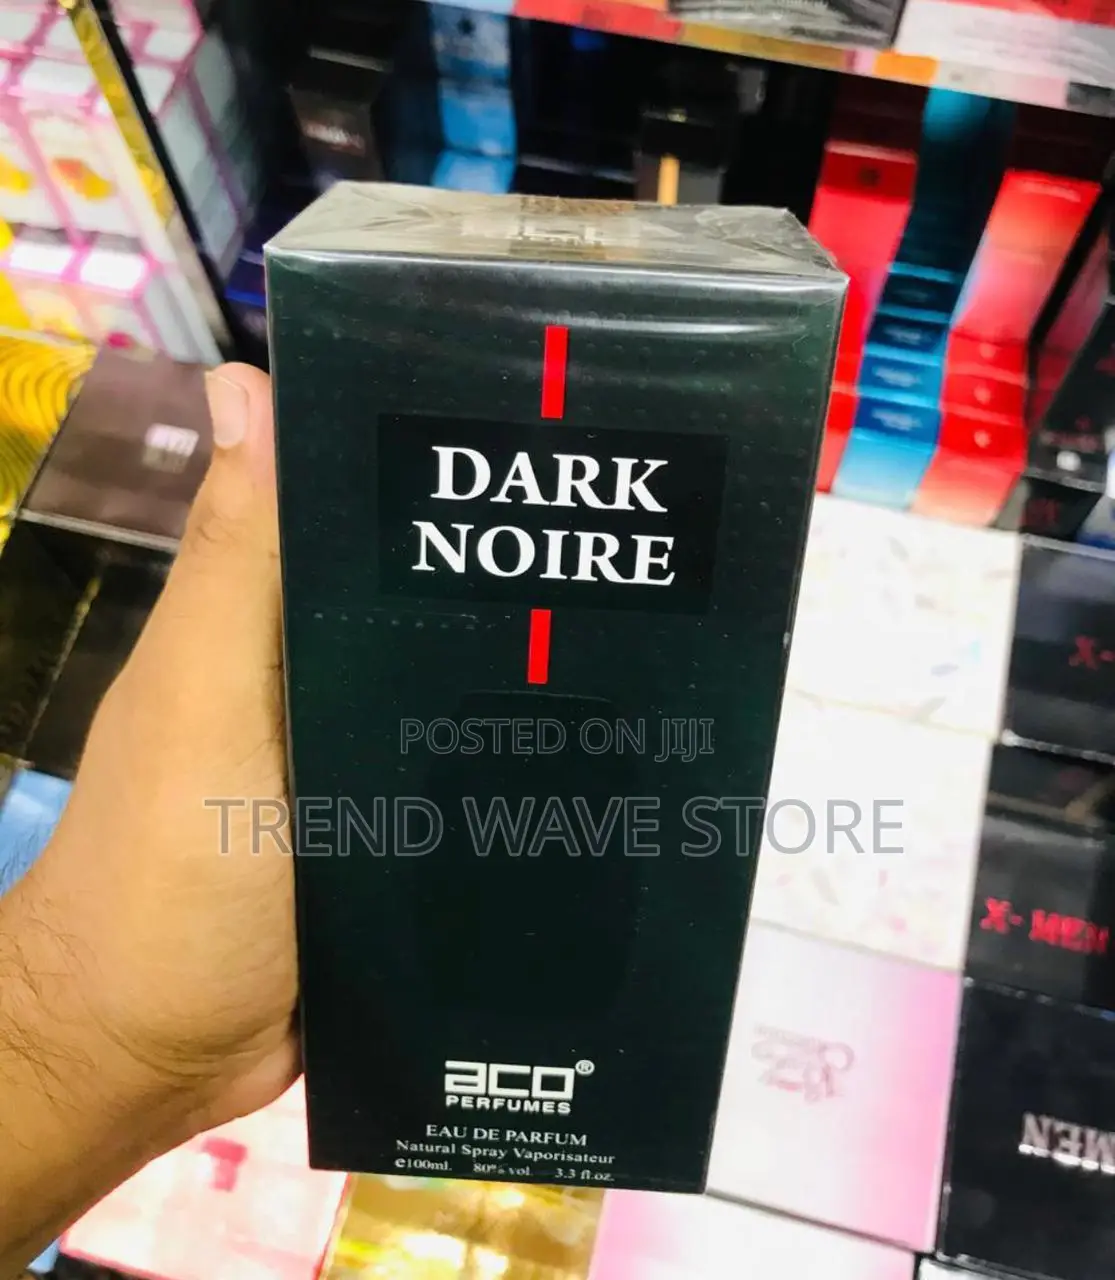 DARK
NOIRE
POSTED ON JIJI
TREND WAVE STORE
aco®
PERFUMES
EAU DE PARFUM
Natural Spray Vaporisateur
e100ml. 80% vol. 3.3 fl.oz.
X-
X-MEN
MEN